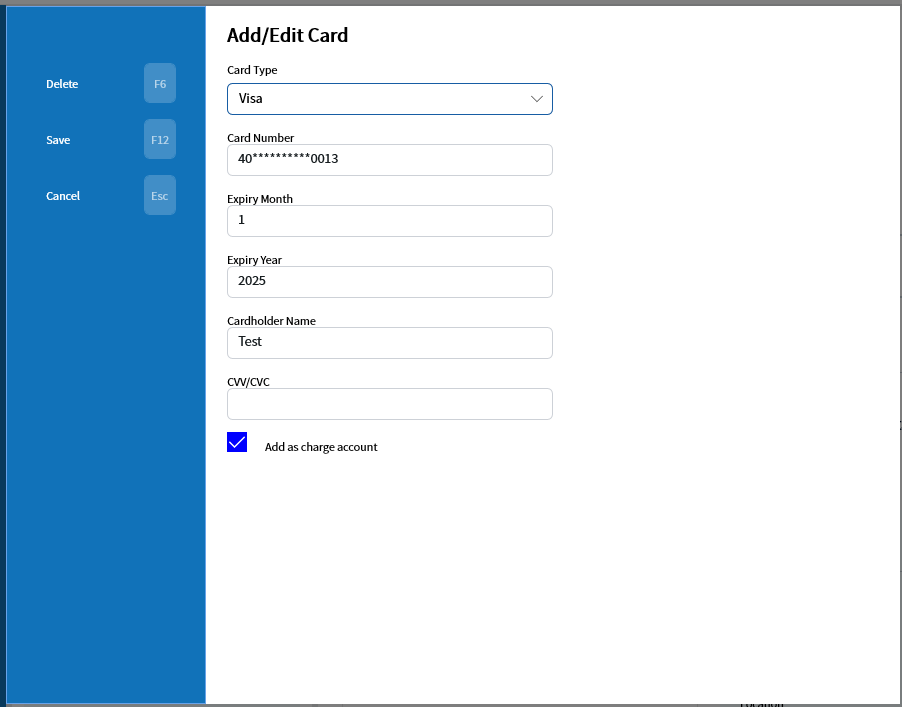 Add/Edit Card
Delete F6
Save F12
Cancel Esc
Card Type
Visa
Card Number
40**********0013
Expiry Month
1
Expiry Year
2025
Cardholder Name
Test
CVV/CVC
Add as charge account